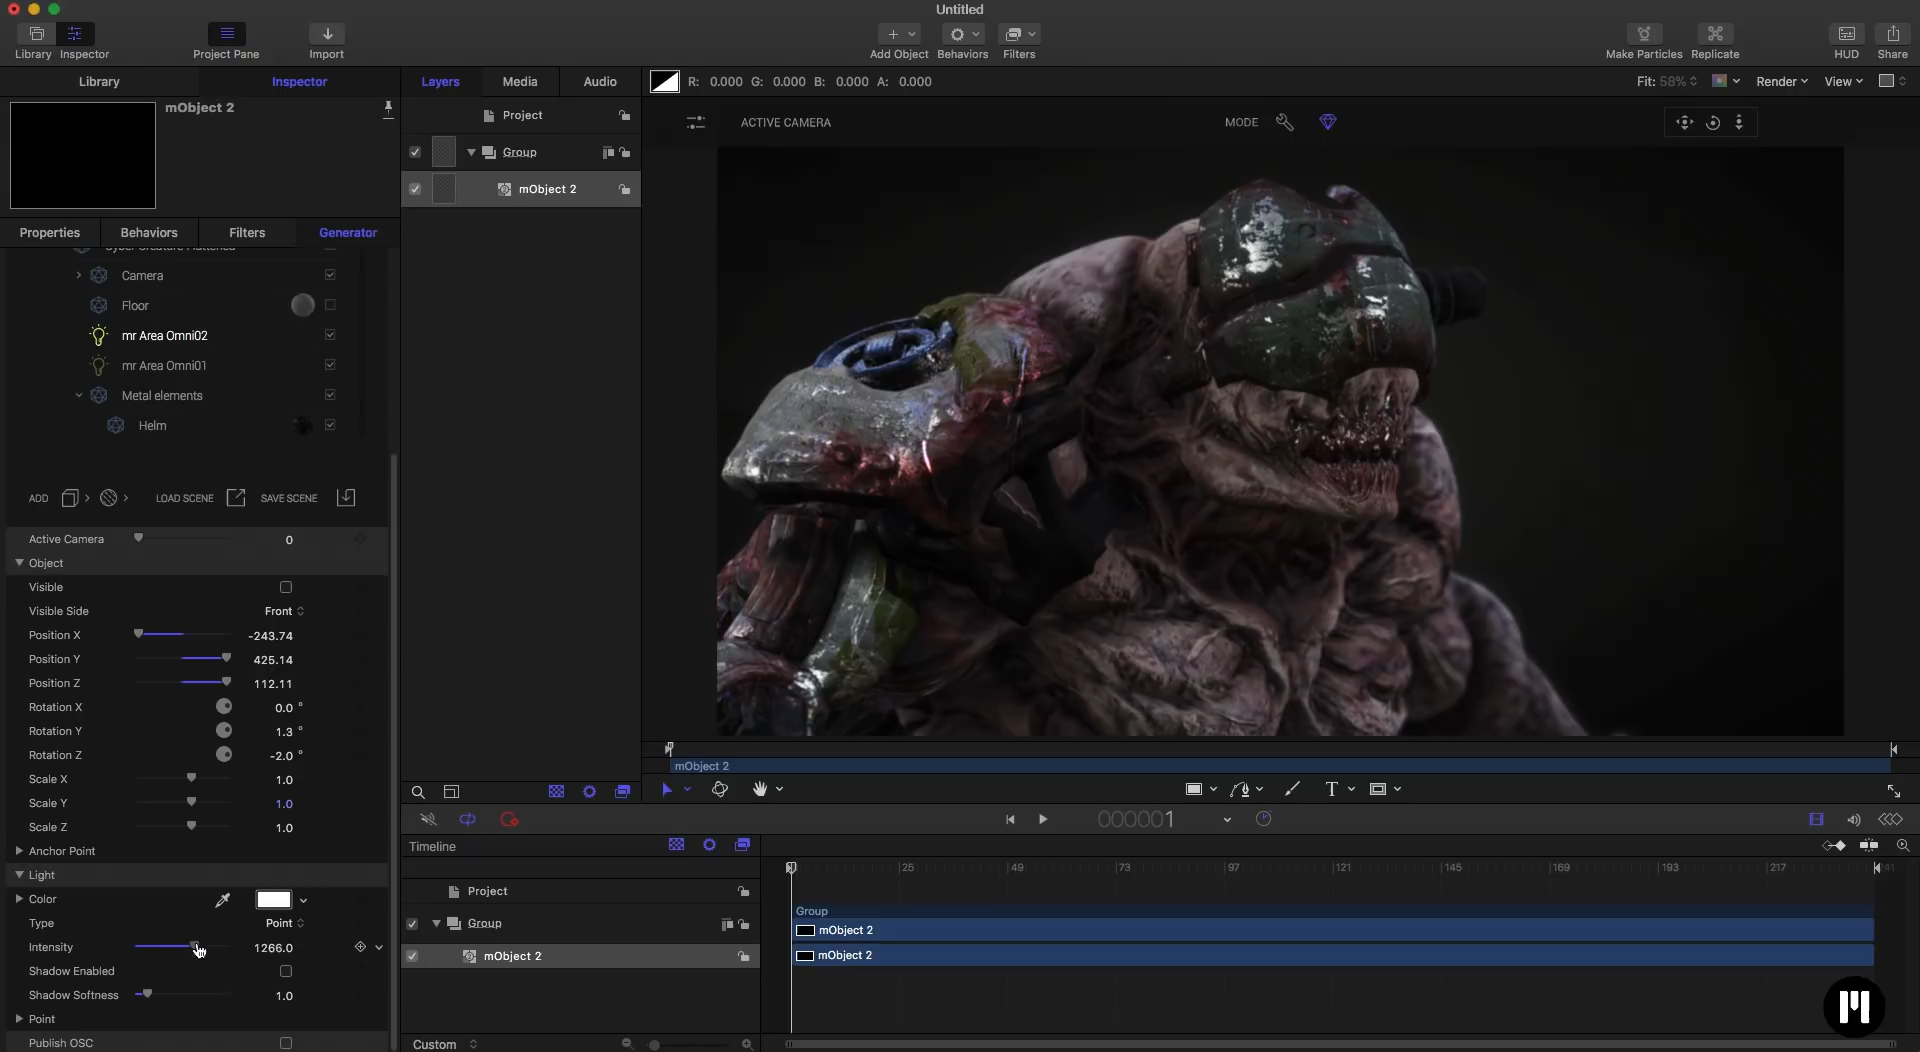 Untitled
Library Inspector Project Pane Import Add Object Behaviors Filters Make Particles Replicate HUD Share
Library Inspector Layers Media Audio R: 0.000 G: 0.000 B: 0.000 A: 0.000 Fit: 58% Render View
mObject 2
Project
ACTIVE CAMERA MODE
Group
mObject 2
Properties Behaviors Filters Generator
Camera
Floor
mr Area Omni02
mr Area Omni01
Metal elements
Helm
ADD LOAD SCENE SAVE SCENE
Active Camera 0
Object
Visible
Visible Side Front
Position X -243.74
Position Y 425.14
Position Z 112.11
Rotation X 0.0 °
Rotation Y 1.3 °
Rotation Z -2.0 °
Scale X 1.0
Scale Y 1.0
Scale Z 1.0
Anchor Point
Light
Color
Type Point
Intensity 1266.0
Shadow Enabled
Shadow Softness 1.0
Point
Publish OSC
mObject 2
T
000001
Timeline
25 49 73 97 121 145 169 193 217 241
Project
Group
Group
mObject 2
mObject 2
mObject 2
Custom